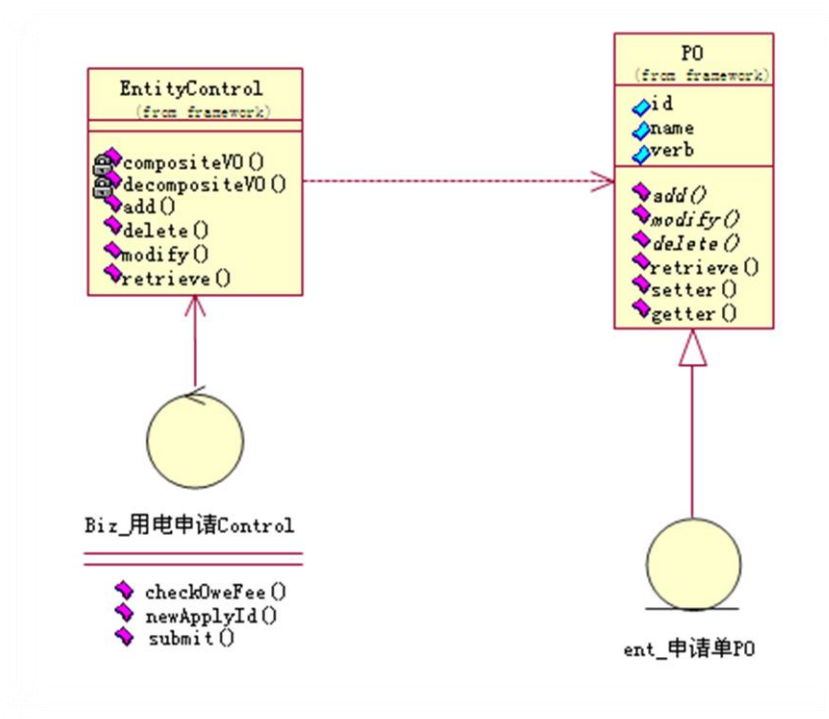 EntityControl
(from framework)
compositeVO()
decompositeVO()
add()
delete()
modify()
retrieve()
PO
(from framework)
id
name
verb
add()
modify()
delete()
retrieve()
setter()
getter()
Biz_用电申请Control
checkOweFee()
newApplyId()
submit()
ent_申请单PO